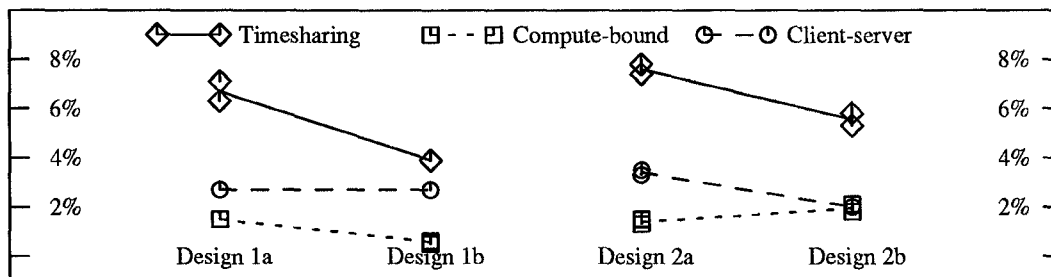 Timesharing Compute-bound Client-server
8% 8%
6% 6%
4% 4%
2% 2%
Design 1a Design 1b Design 2a Design 2b